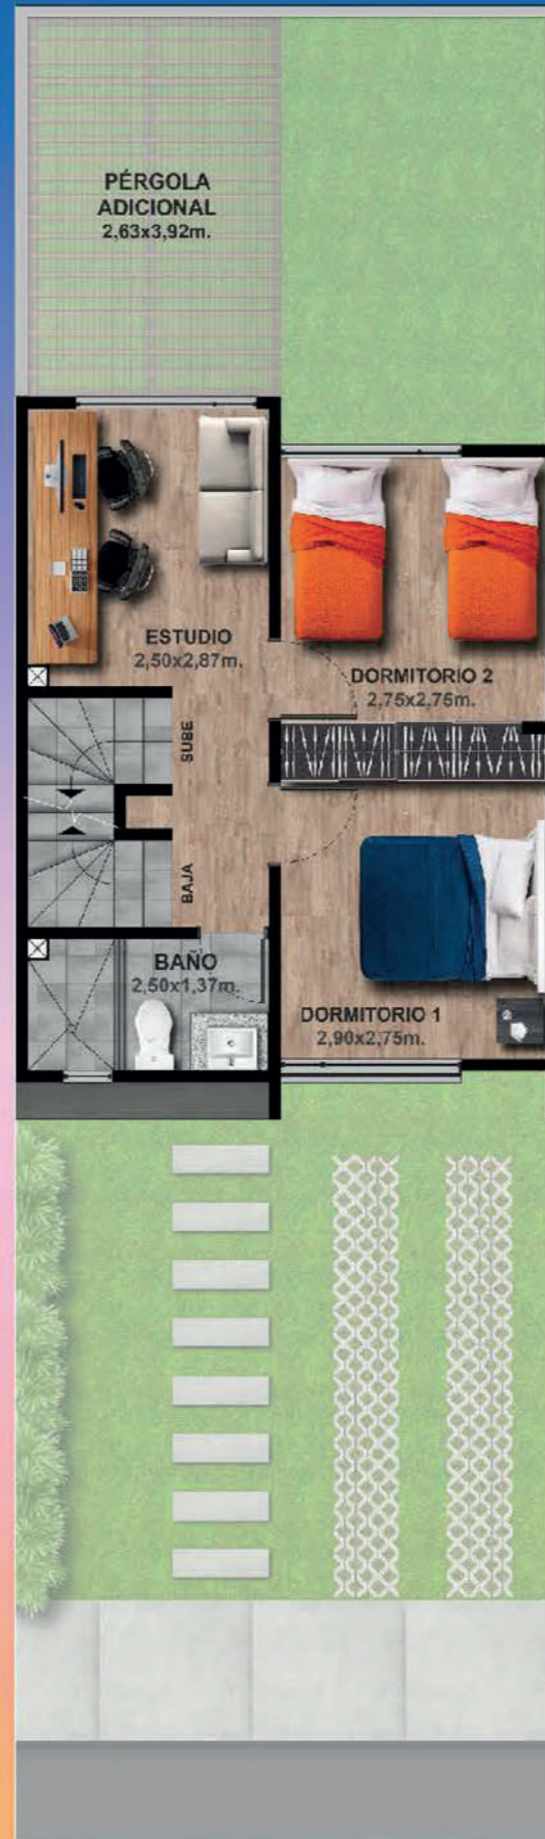 PÉRGOLA
ADICIONAL
2,63x3,92m.
ESTUDIO
2,50x2,87m.
DORMITORIO 2
2,75x2,75m.
SUBE
BAJA
BAÑO
2,50x1,37m.
DORMITORIO 1
2,90x2,75m.